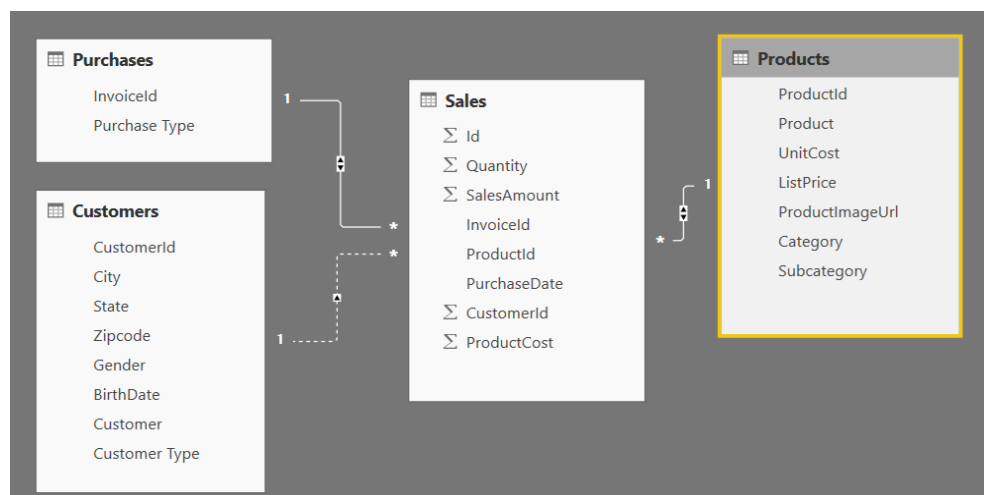 Purchases
InvoiceId
Purchase Type
1
Customers
CustomerId
City
State
Zipcode
Gender
BirthDate
Customer
Customer Type
1
*
*
Sales
Σ Id
Σ Quantity
Σ SalesAmount
InvoiceId
ProductId
PurchaseDate
Σ CustomerId
Σ ProductCost
*
1
Products
ProductId
Product
UnitCost
ListPrice
ProductImageUrl
Category
Subcategory